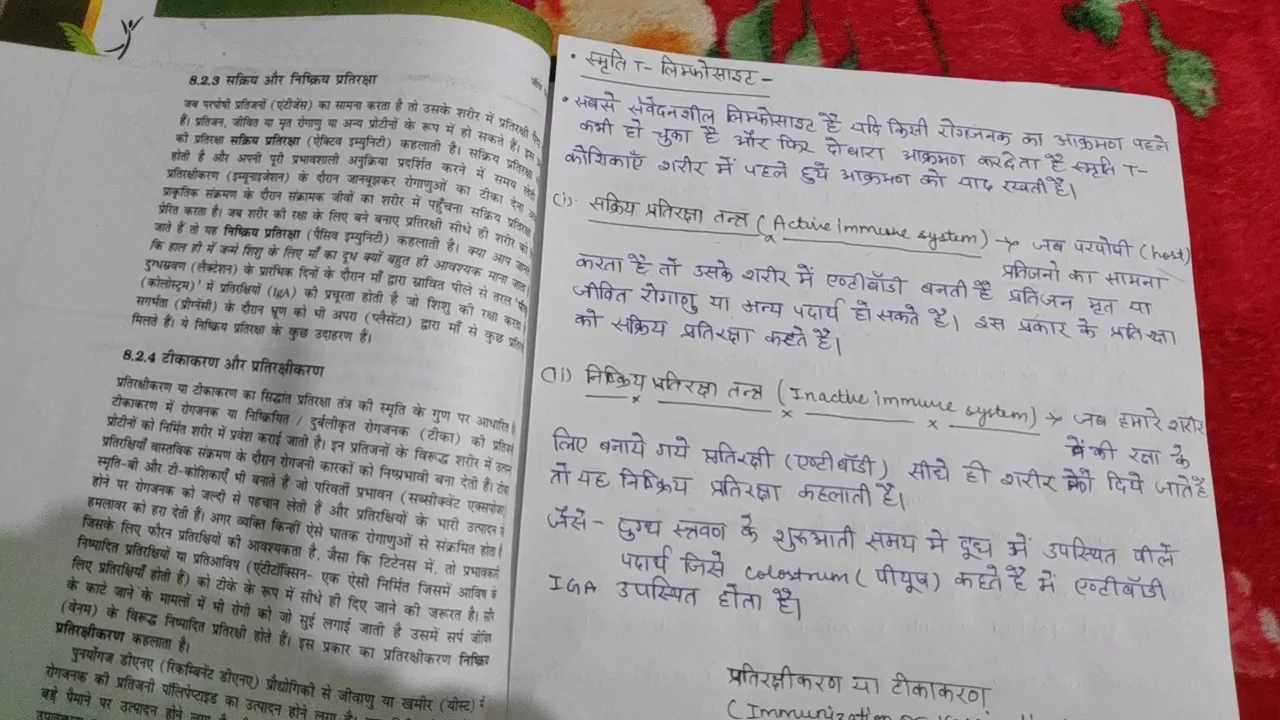 8.2.3 सक्रिय और निष्क्रिय प्रतिरक्षा
जब परपोषी प्रतिजनों (एंटीजेंस) का सामना करता है तो उसके शरीर में प्रतिरक्षी
हैं। प्रतिजन, जीवित या मृत रोगाणु या अन्य प्रोटीनों के रूप में हो सकते हैं। इस
की प्रतिरक्षा सक्रिय प्रतिरक्षा (ऐक्टिव इम्युनिटी) कहलाती है। सक्रिय प्रतिरक्षा
होती है और अपनी पूरी प्रभावशाली अनुक्रिया प्रदर्शित करने में समय लेती
प्रतिरक्षीकरण (इम्यूनाइजेशन) के दौरान जानबूझकर रोगाणुओं का टीका देना
प्राकृतिक संक्रमण के दौरान संक्रामक जीवों का शरीर में पहुँचना सक्रिय
प्रेरित करता है। जब शरीर की रक्षा के लिए बने बनाए प्रतिरक्षी सीधे ही शरीर को
जाते हैं तो यह निष्क्रिय प्रतिरक्षा (पैसिव इम्युनिटी) कहलाती है। क्या आप
कि हाल ही में जन्मे शिशु के लिए माँ का दूध क्यों बहुत ही आवश्यक माना जाता
दुग्धस्रवण (लैक्टेशन) के प्रारंभिक दिनों के दौरान माँ द्वारा स्रावित पीले से तरल
(कोलोस्ट्रम)' में प्रतिरक्षियों (IgA) की प्रचुरता होती है जो शिशु की रक्षा करता
सगर्भता (प्रीग्नेंसी) के दौरान भ्रूण को भी अपरा (प्लैसेंटा) द्वारा माँ से कुछ
मिलते हैं। ये निष्क्रिय प्रतिरक्षा के कुछ उदाहरण हैं।
8.2.4 टीकाकरण और प्रतिरक्षीकरण
प्रतिरक्षीकरण या टीकाकरण का सिद्धांत प्रतिरक्षा तंत्र की स्मृति के गुण पर आधारित
टीकाकरण में रोगजनक या निष्क्रियित / दुर्बलीकृत रोगजनक (टीका) की
प्रोटीनों को निर्मित शरीर में प्रवेश कराई जाती है। इन प्रतिजनों के विरूद्ध शरीर में
प्रतिरक्षियाँ वास्तविक संक्रमण के दौरान रोगजनी कारकों को निष्प्रभावी बना देती हैं।
स्मृति-बी और टी-कोशिकाएँ भी बनाते हैं जो परिवर्ती प्रभावन (सब्सीक्वेंट एक्सपोजर
होने पर रोगजनक को जल्दी से पहचान लेती है और प्रतिरक्षियों के भारी उत्पादन से
हमलावर को हरा देती हैं। अगर व्यक्ति किन्हीं ऐसे घातक रोगाणुओं से संक्रमित होता
जिसके लिए फौरन प्रतिरक्षियों की आवश्यकता है, जैसा कि टिटेनस में, तो
निष्पादित प्रतिरक्षियों या प्रतिआविष (एंटीटॉक्सिन- एक ऐसी निर्मित जिसमें आविष के
लिए प्रतिरक्षियाँ होती है) को टीके के रूप में सीधे ही दिए जाने की जरूरत है।
के काटे जाने के मामलों में भी रोगी को जो सुई लगाई जाती है उसमें सर्प
(वेनम) के विरूद्ध निष्पादित प्रतिरक्षी होते हैं। इस प्रकार का प्रतिरक्षीकरण निष्क्रिय
प्रतिरक्षीकरण कहलाता है।
पुनर्योगज डीएनए (रिकम्बिनेंट डीएनए) प्रौद्योगिकी से जीवाणु या खमीर (यीस्ट) में
रोगजनक की प्रतिजनी पॉलिपेप्टाइड का उत्पादन होने लगा है।
बड़े पैमाने पर उत्पादन होने लगा
• स्मृति T- लिम्फोसाइट -
• सबसे संवेदनशील लिम्फोसाइट है यदि किसी रोगजनक का आक्रमण पहले
कभी हो चुका है और फिर दोबारा आक्रमण करदेता है स्मृति T-
कोशिकाएँ शरीर में पहले हुये आक्रमण को याद रखती है।
(i). सक्रिय प्रतिरक्षा तन्त्र (Active immune system) → जब परपोषी (host)
प्रतिजनो का सामना
करता है तो उसके शरीर में एण्टीबॉडी बनती है प्रतिजन मृत या
जीवित रोगाणु या अन्य पदार्थ हो सकते है। इस प्रकार के प्रतिरक्षा
को सक्रिय प्रतिरक्षा कहते है।
(ii) निष्क्रिय प्रतिरक्षा तन्त्र (Inactive immune system) → जब हमारे शरीर
की रक्षा के
लिए बनाये गये प्रतिरक्षी (एण्टीबॉडी) सीधे ही शरीर को दिये जाते है
तो यह निष्क्रिय प्रतिरक्षा कहलाती है।
जैसे - दुग्ध स्त्रवण के शुरुआती समय मे दूध में उपस्थित पीले
पदार्थ जिसे colostrum (पीयूष) कहते है में एण्टीबॉडी
IGA उपस्थित होता है।
प्रतिरक्षीकरण या टीकाकरण
(Immunization